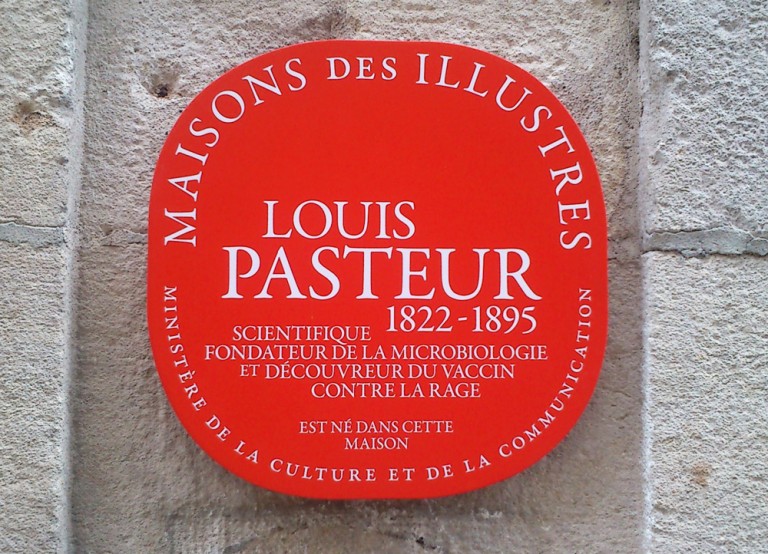 MAISONS DES ILLUSTRES
LOUIS
PASTEUR
1822-1895
SCIENTIFIQUE
FONDATEUR DE LA MICROBIOLOGIE
ET DÉCOUVREUR DU VACCIN
CONTRE LA RAGE
EST NÉ DANS CETTE
MAISON
MINISTÈRE DE LA CULTURE ET DE LA COMMUNICATION